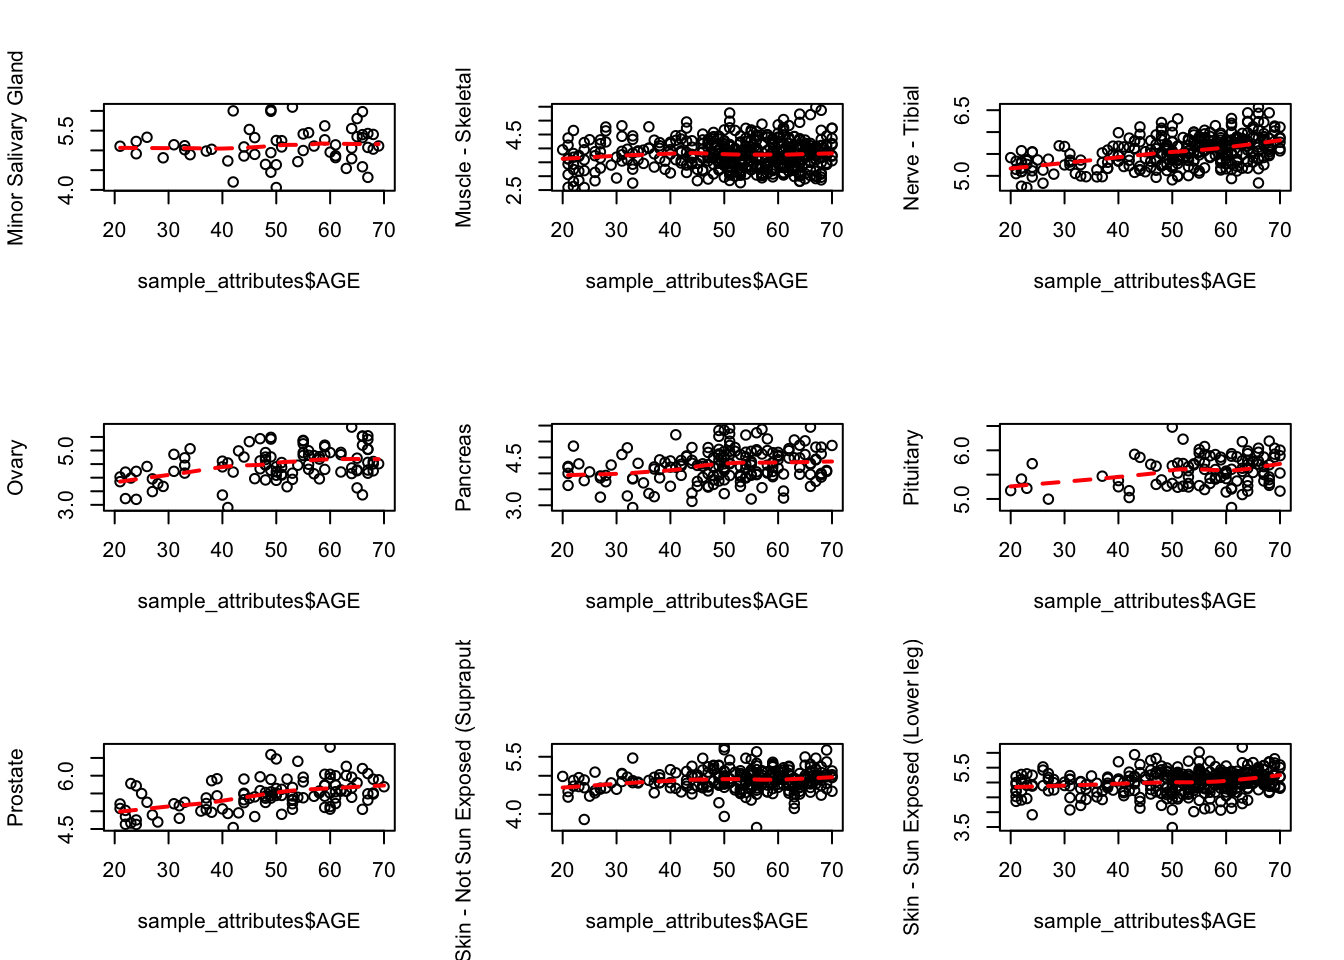 Minor Salivary Gland
4.0 5.5
20 30 40 50 60 70
sample_attributes$AGE
Muscle - Skeletal
2.5 4.5
20 30 40 50 60 70
sample_attributes$AGE
Nerve - Tibial
5.0 6.5
20 30 40 50 60 70
sample_attributes$AGE
Ovary
3.0 5.0
20 30 40 50 60 70
sample_attributes$AGE
Pancreas
3.0 4.5
20 30 40 50 60 70
sample_attributes$AGE
Pituitary
5.0 6.0
20 30 40 50 60 70
sample_attributes$AGE
Prostate
4.5 6.0
20 30 40 50 60 70
sample_attributes$AGE
Skin - Not Sun Exposed (Suprapub
4.0 5.5
20 30 40 50 60 70
sample_attributes$AGE
Skin - Sun Exposed (Lower leg)
3.5 5.5
20 30 40 50 60 70
sample_attributes$AGE